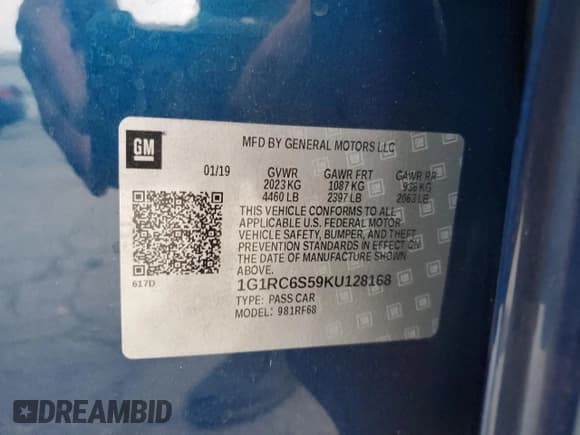 GM
MFD BY GENERAL MOTORS LLC
01/19 GVWR GAWR FRT GAWR RR
2023 KG 1087 KG 936 KG
4460 LB 2397 LB 2063 LB
THIS VEHICLE CONFORMS TO ALL
APPLICABLE U.S. FEDERAL MOTOR
VEHICLE SAFETY, BUMPER, AND THEFT
PREVENTION STANDARDS IN EFFECT
ON THE DATE OF MANUFACTURE SHOWN
ABOVE.
617D
1G1RC6S59KU128168
TYPE: PASS CAR
MODEL: 981RF68
DREAMBID